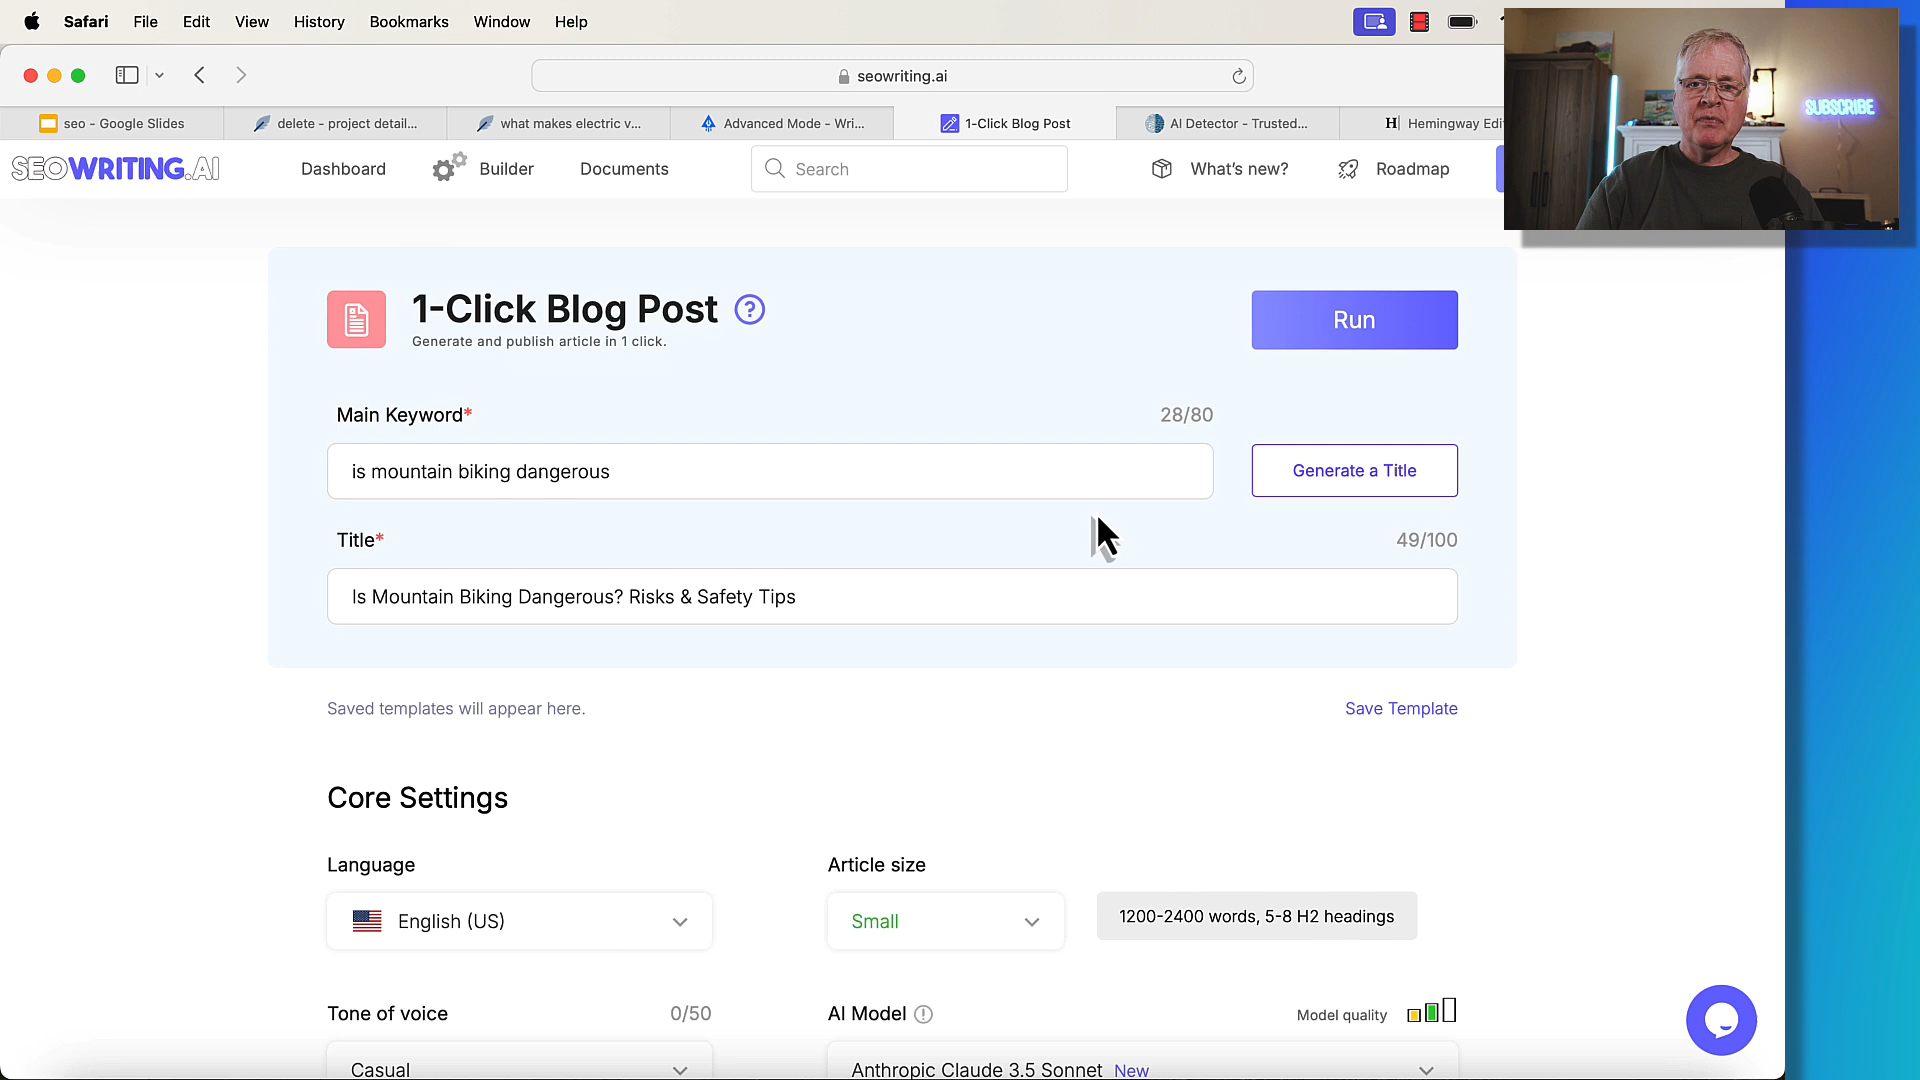 Safari File Edit View History Bookmarks Window Help
seowriting.ai
seo - Google Slides
delete - project detail...
what makes electric v...
Advanced Mode - Wri...
1-Click Blog Post
AI Detector - Trusted...
H Hemingway Edi
SUBSCRIBE
SEOWRITING.AI
Dashboard
Builder
Documents
Search
What's new?
Roadmap
1-Click Blog Post ?
Generate and publish article in 1 click.
Run
Main Keyword*
28/80
is mountain biking dangerous
Generate a Title
Title*
49/100
Is Mountain Biking Dangerous? Risks & Safety Tips
Saved templates will appear here.
Save Template
Core Settings
Language
Article size
English (US)
Small
1200-2400 words, 5-8 H2 headings
Tone of voice
0/50
AI Model
Model quality
Casual
Anthropic Claude 3.5 Sonnet New